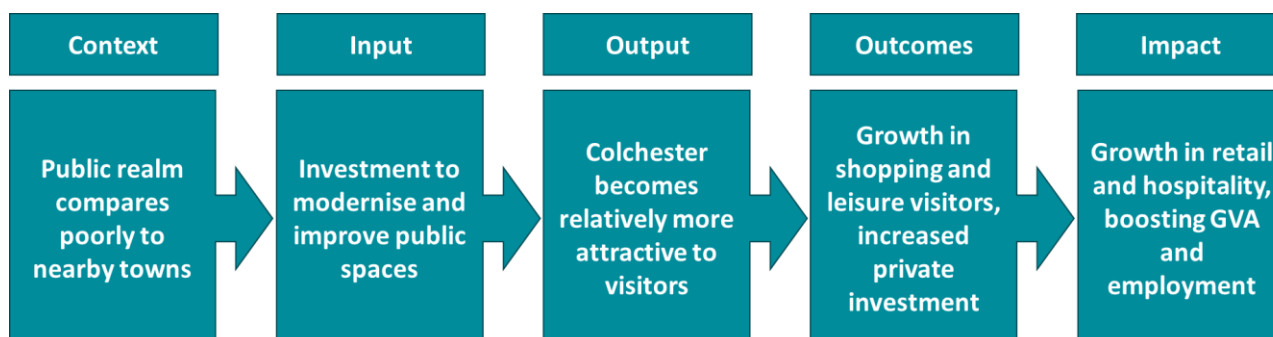 Context
Input
Output
Outcomes
Impact
Public realm
compares
poorly to
nearby towns
Investment to
modernise and
improve public
spaces
Colchester
becomes
relatively more
attractive to
visitors
Growth in
shopping and
leisure visitors,
increased
private
investment
Growth in retail
and hospitality,
boosting GVA
and
employment